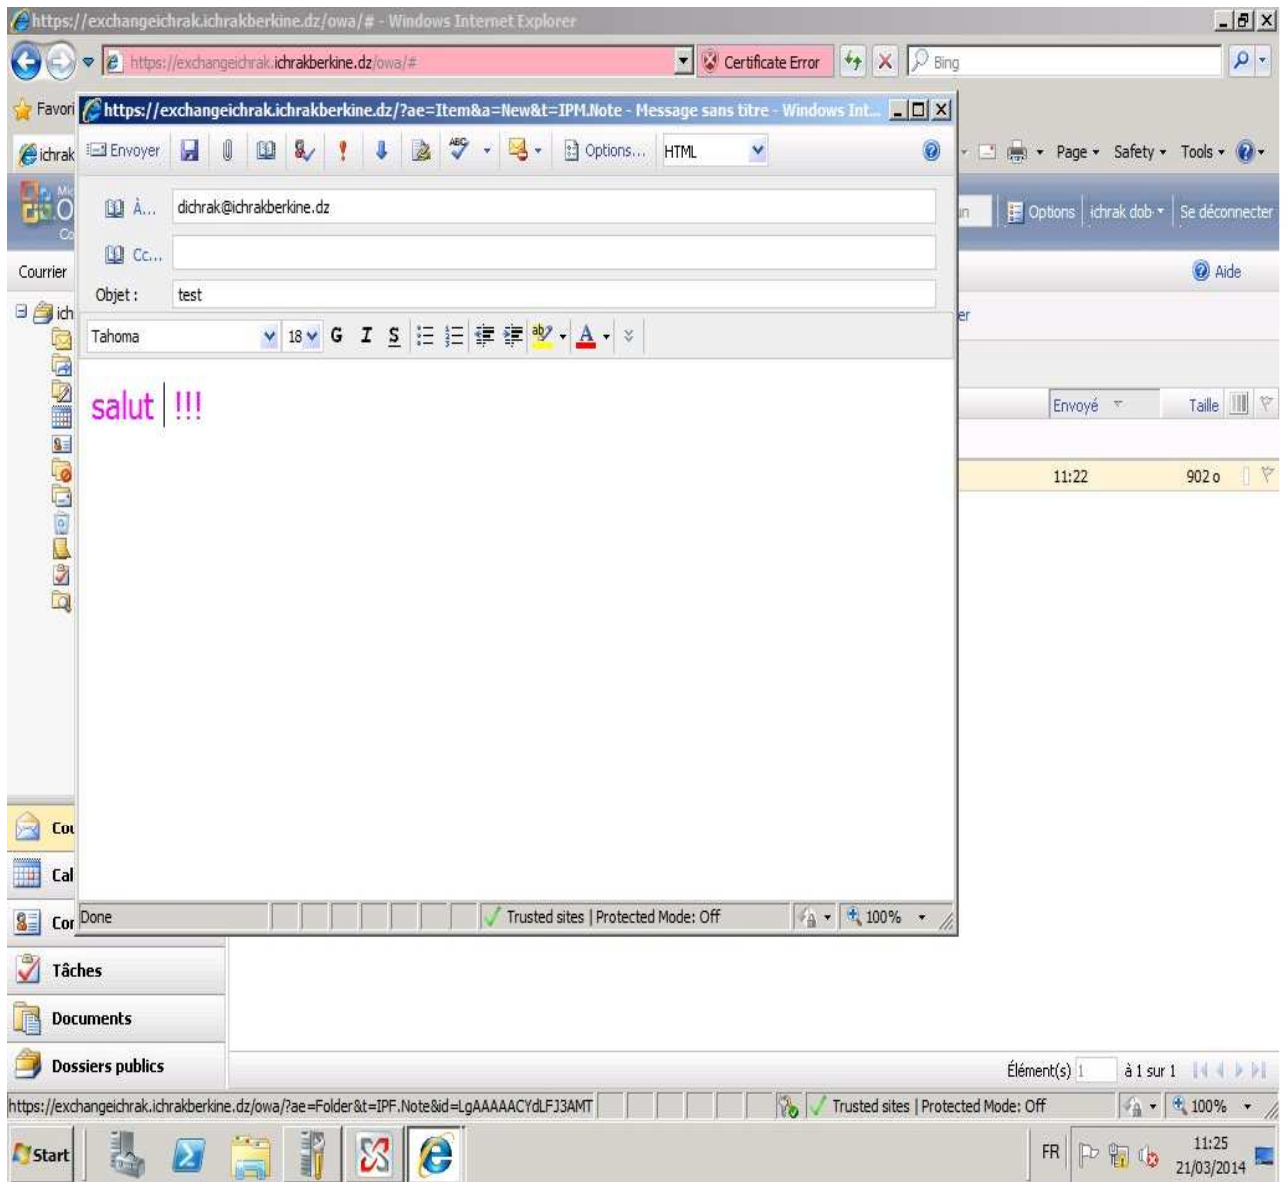 https://exchangeichrak.ichrakberkine.dz/owa/# - Windows Internet Explorer
https://exchangeichrak.ichrakberkine.dz/owa/#
Certificate Error
Bing
Favori
https://exchangeichrak.ichrakberkine.dz/?ae=Item&a=New&t=IPM.Note - Message sans titre - Windows Int...
ichrak
Envoyer
Options...
HTML
Page
Safety
Tools
À...
dichrak@ichrakberkine.dz
Options
ichrak dob
Se déconnecter
Cc...
Courrier
Aide
Objet :
test
ich
er
Tahoma
18
G I S
salut !!!
Envoyé
Taille
11:22
902 o
Cou
Cal
Con
Done
Trusted sites | Protected Mode: Off
100%
Tâches
Documents
Dossiers publics
Élément(s) 1 à 1 sur 1
https://exchangeichrak.ichrakberkine.dz/owa/?ae=Folder&t=IPF.Note&id=LgAAAAACYdLFJ3AMT
Trusted sites | Protected Mode: Off
100%
Start
FR
11:25
21/03/2014